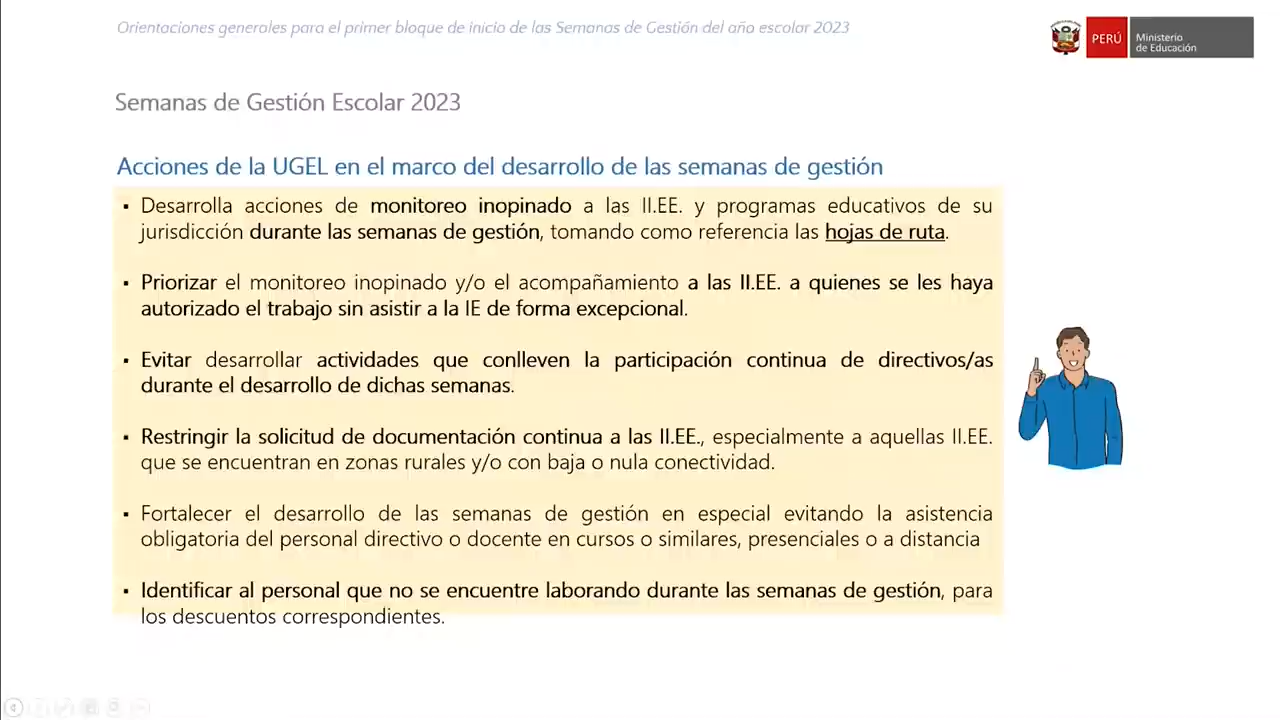 Orientaciones generales para el primer bloque de inicio de las Semanas de Gestión del año escolar 2023
PERÚ
Ministerio
de Educación
Semanas de Gestión Escolar 2023
Acciones de la UGEL en el marco del desarrollo de las semanas de gestión
▪ Desarrolla acciones de monitoreo inopinado a las II.EE. y programas educativos de su
jurisdicción durante las semanas de gestión, tomando como referencia las hojas de ruta.
▪ Priorizar el monitoreo inopinado y/o el acompañamiento a las II.EE. a quienes se les haya
autorizado el trabajo sin asistir a la IE de forma excepcional.
▪ Evitar desarrollar actividades que conlleven la participación continua de directivos/as
durante el desarrollo de dichas semanas.
▪ Restringir la solicitud de documentación continua a las II.EE., especialmente a aquellas II.EE.
que se encuentran en zonas rurales y/o con baja o nula conectividad.
▪ Fortalecer el desarrollo de las semanas de gestión en especial evitando la asistencia
obligatoria del personal directivo o docente en cursos o similares, presenciales o a distancia
▪ Identificar al personal que no se encuentre laborando durante las semanas de gestión, para
los descuentos correspondientes.